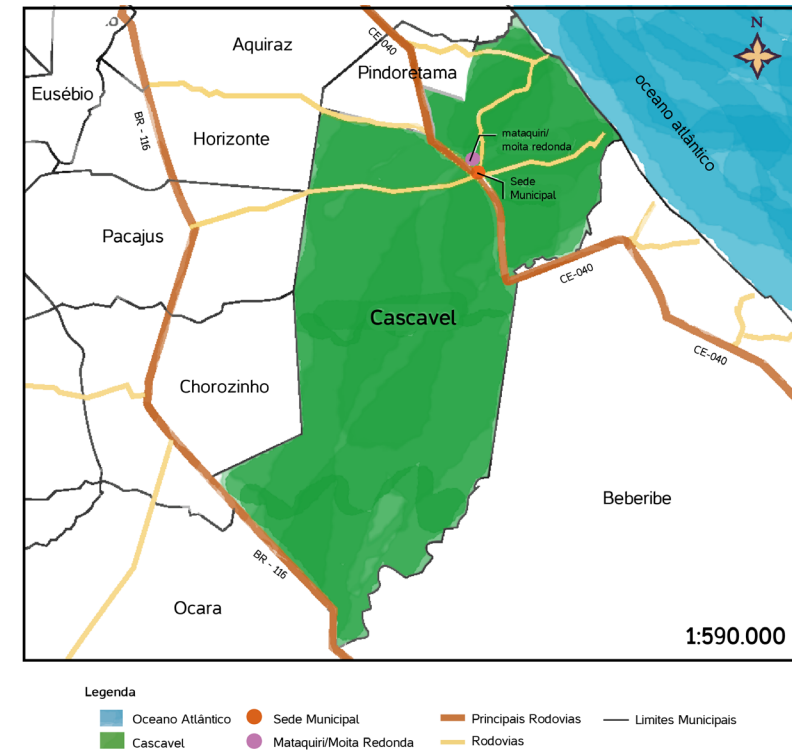 N
Aquiraz
CE-040
Pindoretama
Eusébio
oceano atlântico
BR - 116
Horizonte
mataquiri/
moita redonda
Sede
Municipal
Pacajus
CE-040
Cascavel
CE-040
Chorozinho
Beberibe
BR - 116
Ocara
1:590.000
Legenda
Oceano Atlântico
Sede Municipal
Principais Rodovias
Limites Municipais
Cascavel
Mataquiri/Moita Redonda
Rodovias